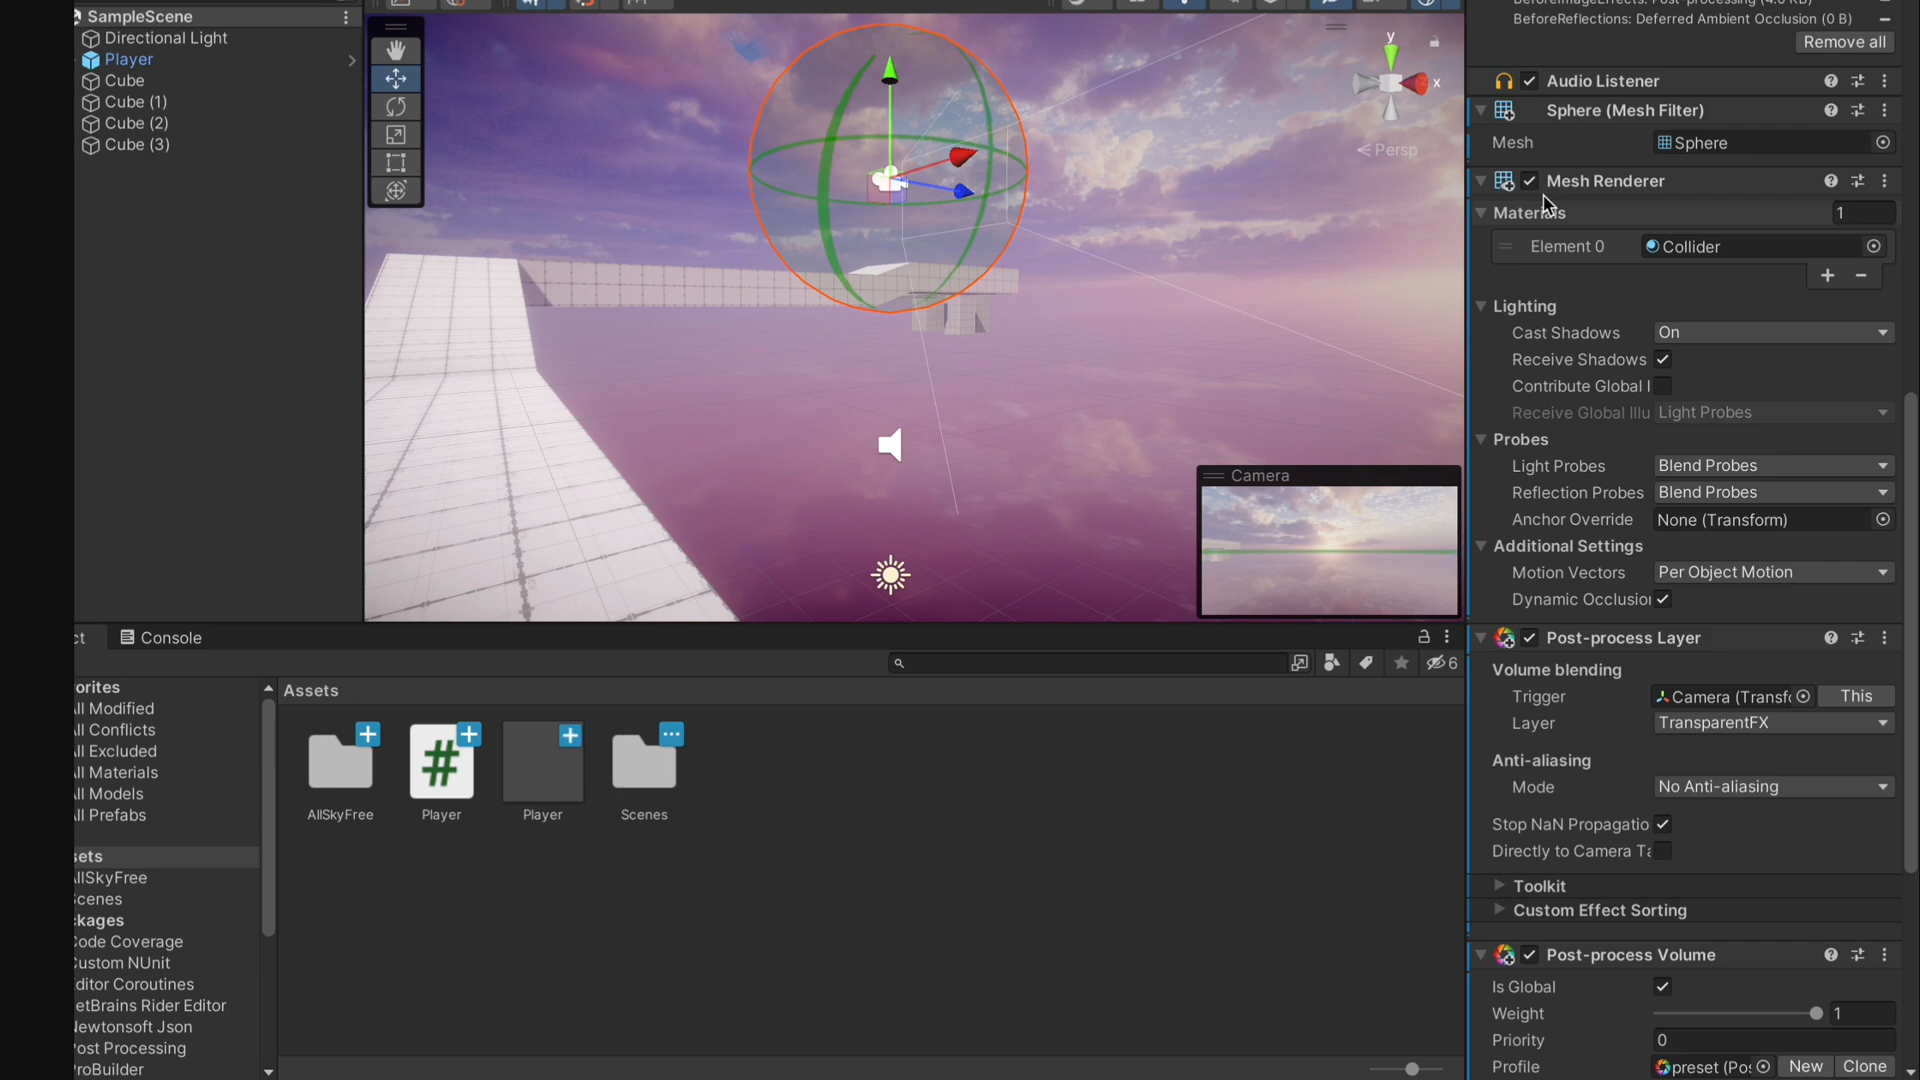 SampleScene
Directional Light
Player
Cube
Cube (1)
Cube (2)
Cube (3)
y
x
Persp
Camera
BeforeReflections: Deferred Ambient Occlusion (0 B)
Remove all
Audio Listener
Sphere (Mesh Filter)
Mesh
Sphere
Mesh Renderer
Materials
1
Element 0
Collider
Lighting
Cast Shadows
On
Receive Shadows
Contribute Global I
Receive Global Illu
Light Probes
Probes
Light Probes
Blend Probes
Reflection Probes
Blend Probes
Anchor Override
None (Transform)
Additional Settings
Motion Vectors
Per Object Motion
Dynamic Occlusion
Post-process Layer
Volume blending
Trigger
Camera (Transf
This
Layer
TransparentFX
Anti-aliasing
Mode
No Anti-aliasing
Stop NaN Propagatio
Directly to Camera Ta
Toolkit
Custom Effect Sorting
Post-process Volume
Is Global
Weight
1
Priority
0
Profile
preset (Pos
New
Clone
ct
Console
6
orites
ll Modified
ll Conflicts
ll Excluded
ll Materials
ll Models
ll Prefabs
sets
llSkyFree
cenes
ckages
ode Coverage
ustom NUnit
ditor Coroutines
etBrains Rider Editor
Newtonsoft Json
ost Processing
roBuilder
Assets
AllSkyFree
#
Player
Player
Scenes